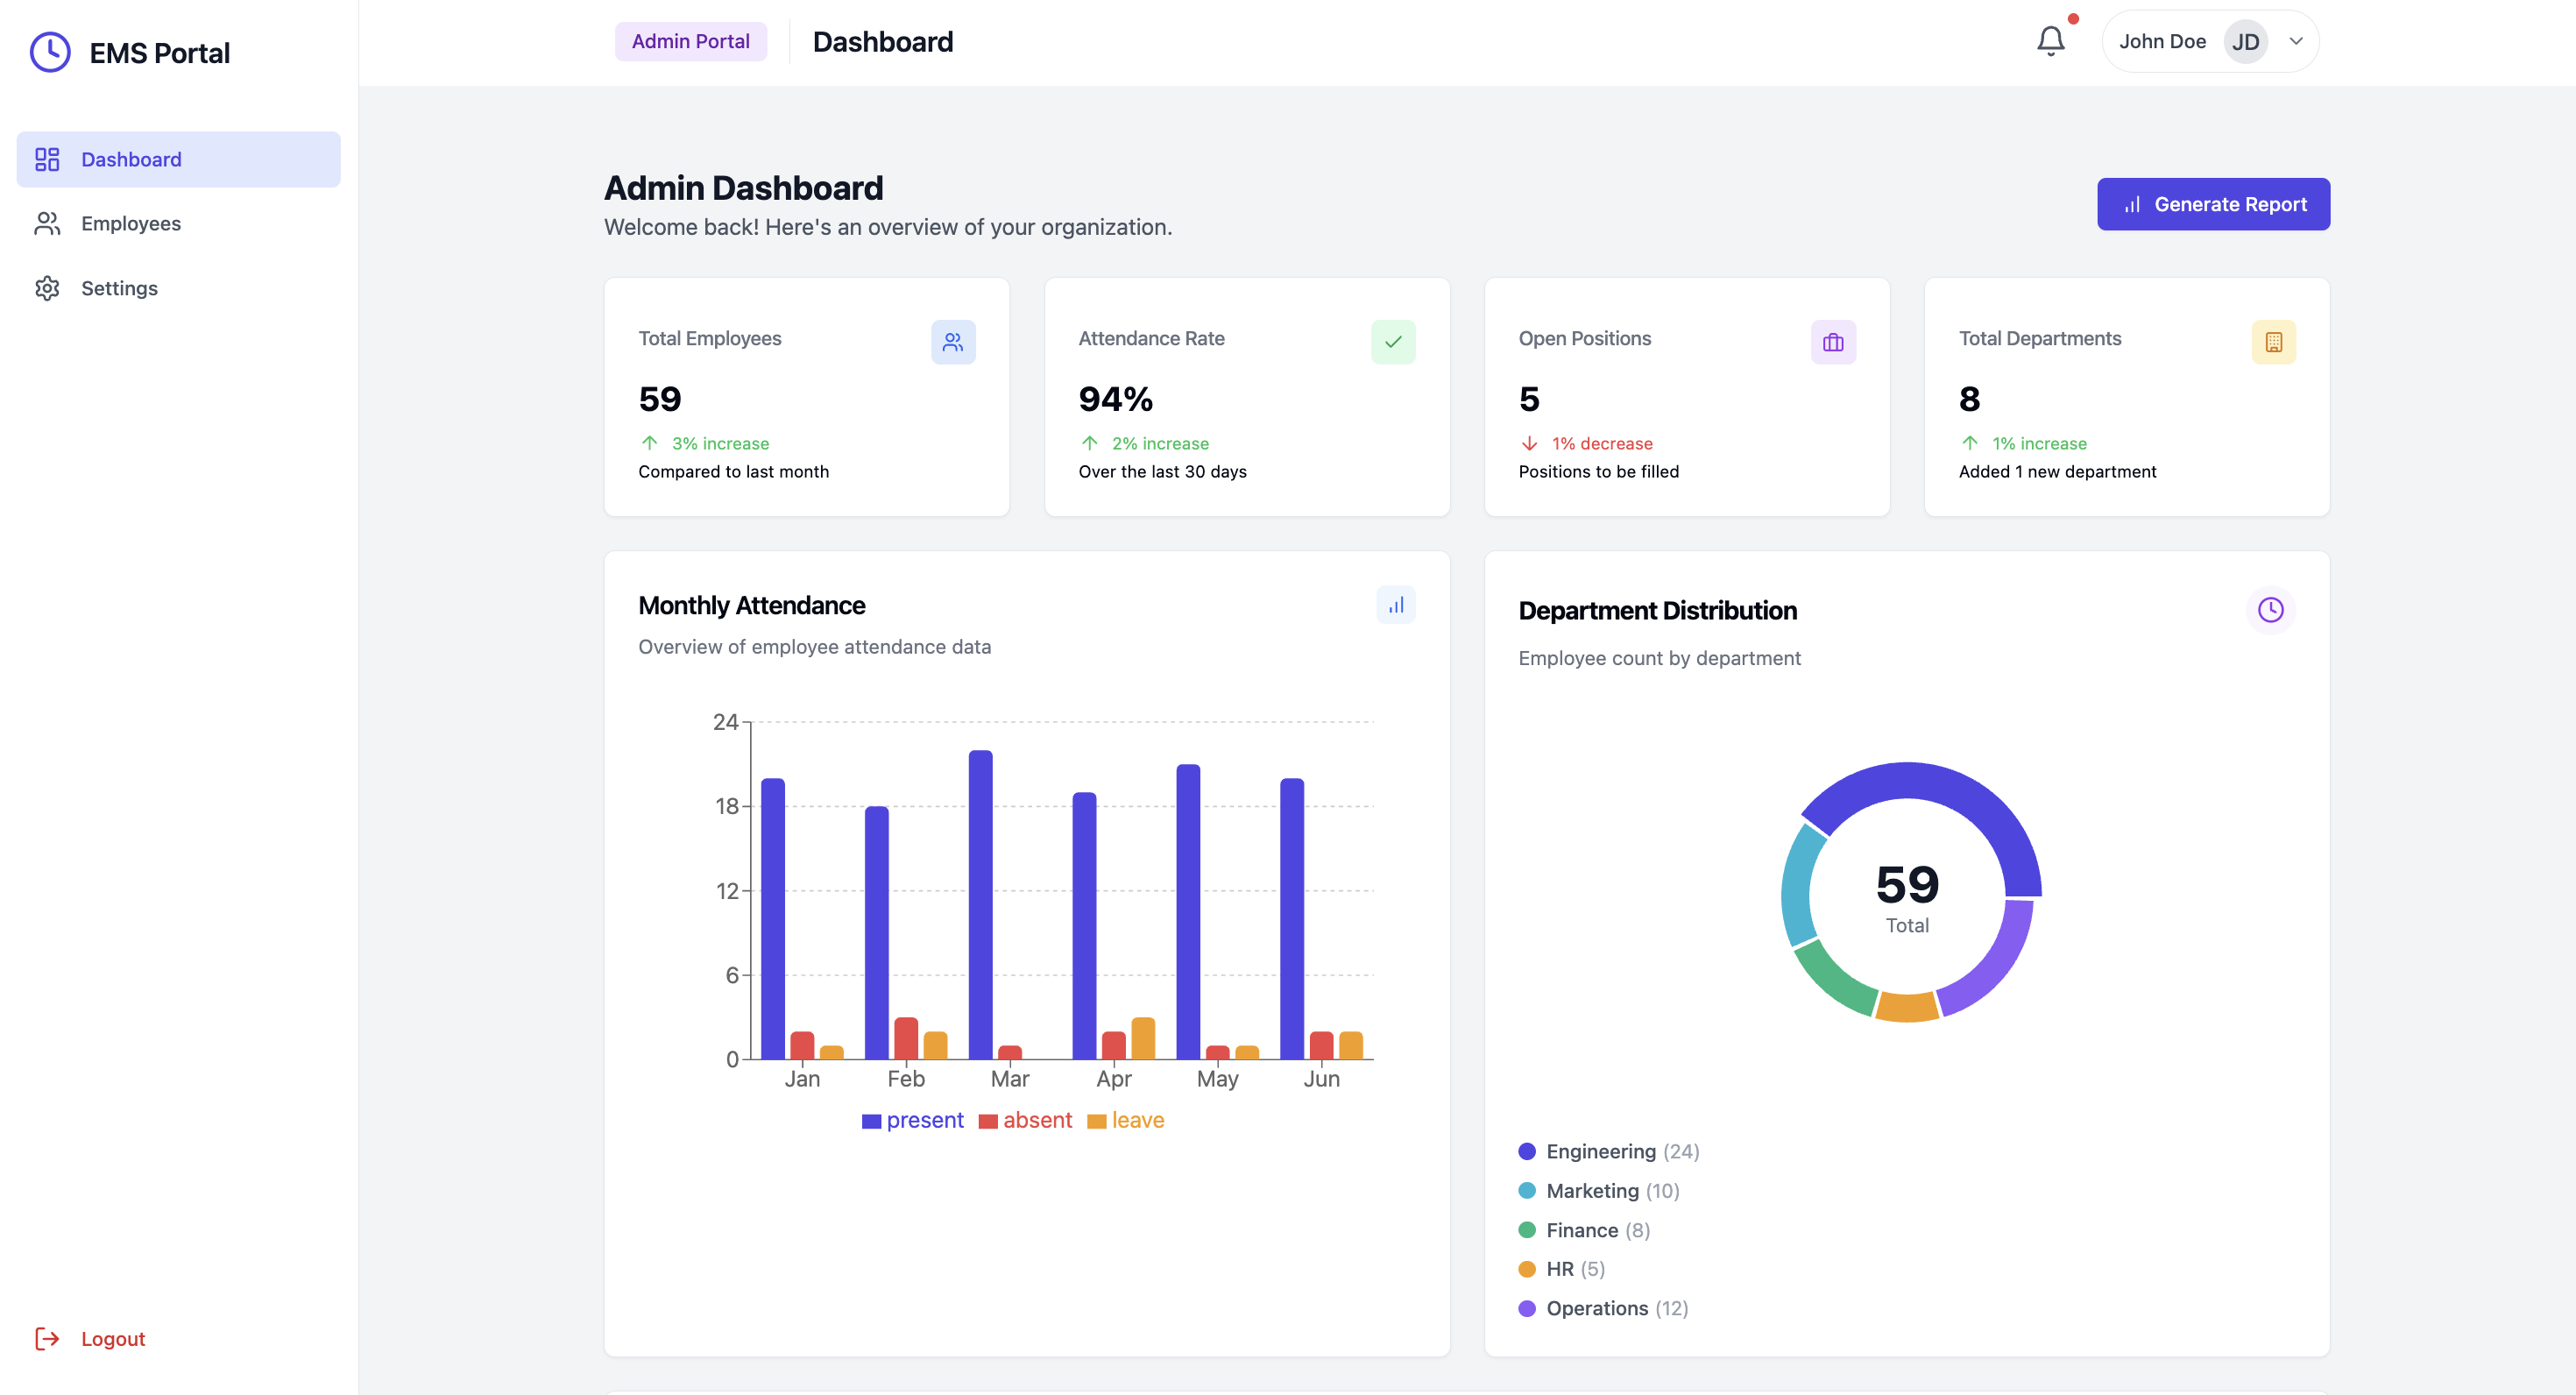 EMS Portal
Dashboard
Employees
Settings
Logout
Admin Portal
Dashboard
John Doe
JD
Admin Dashboard
Welcome back! Here's an overview of your organization.
Generate Report
Total Employees
59
3% increase
Compared to last month
Attendance Rate
94%
2% increase
Over the last 30 days
Open Positions
5
1% decrease
Positions to be filled
Total Departments
8
1% increase
Added 1 new department
Monthly Attendance
Overview of employee attendance data
24
18
12
6
0
Jan Feb Mar Apr May Jun
present absent leave
Department Distribution
Employee count by department
59
Total
Engineering (24)
Marketing (10)
Finance (8)
HR (5)
Operations (12)